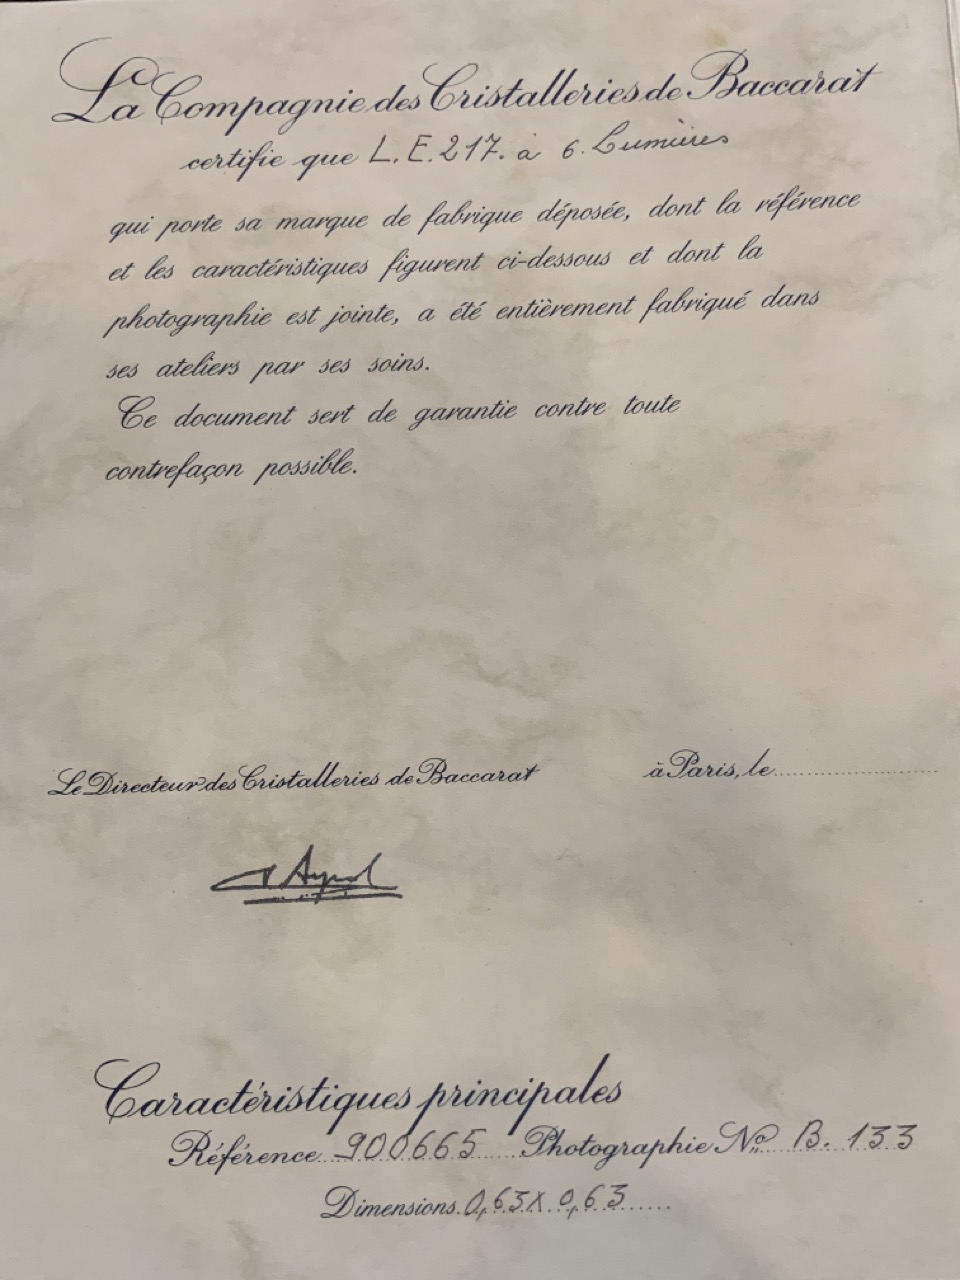 La Compagnie des Cristalleries de Baccarat
certifie que L.E.217. à 6 Lumières
qui porte sa marque de fabrique déposée, dont la référence
et les caractéristiques figurent ci-dessous et dont la
photographie est jointe, a été entièrement fabriqué dans
ses ateliers par ses soins.
Ce document sert de garantie contre toute
contrefaçon possible.
Le Directeur des Cristalleries de Baccarat à Paris, le
Caractéristiques principales
Référence 900665 Photographie No B. 133
Dimensions 0,63 x 0,63